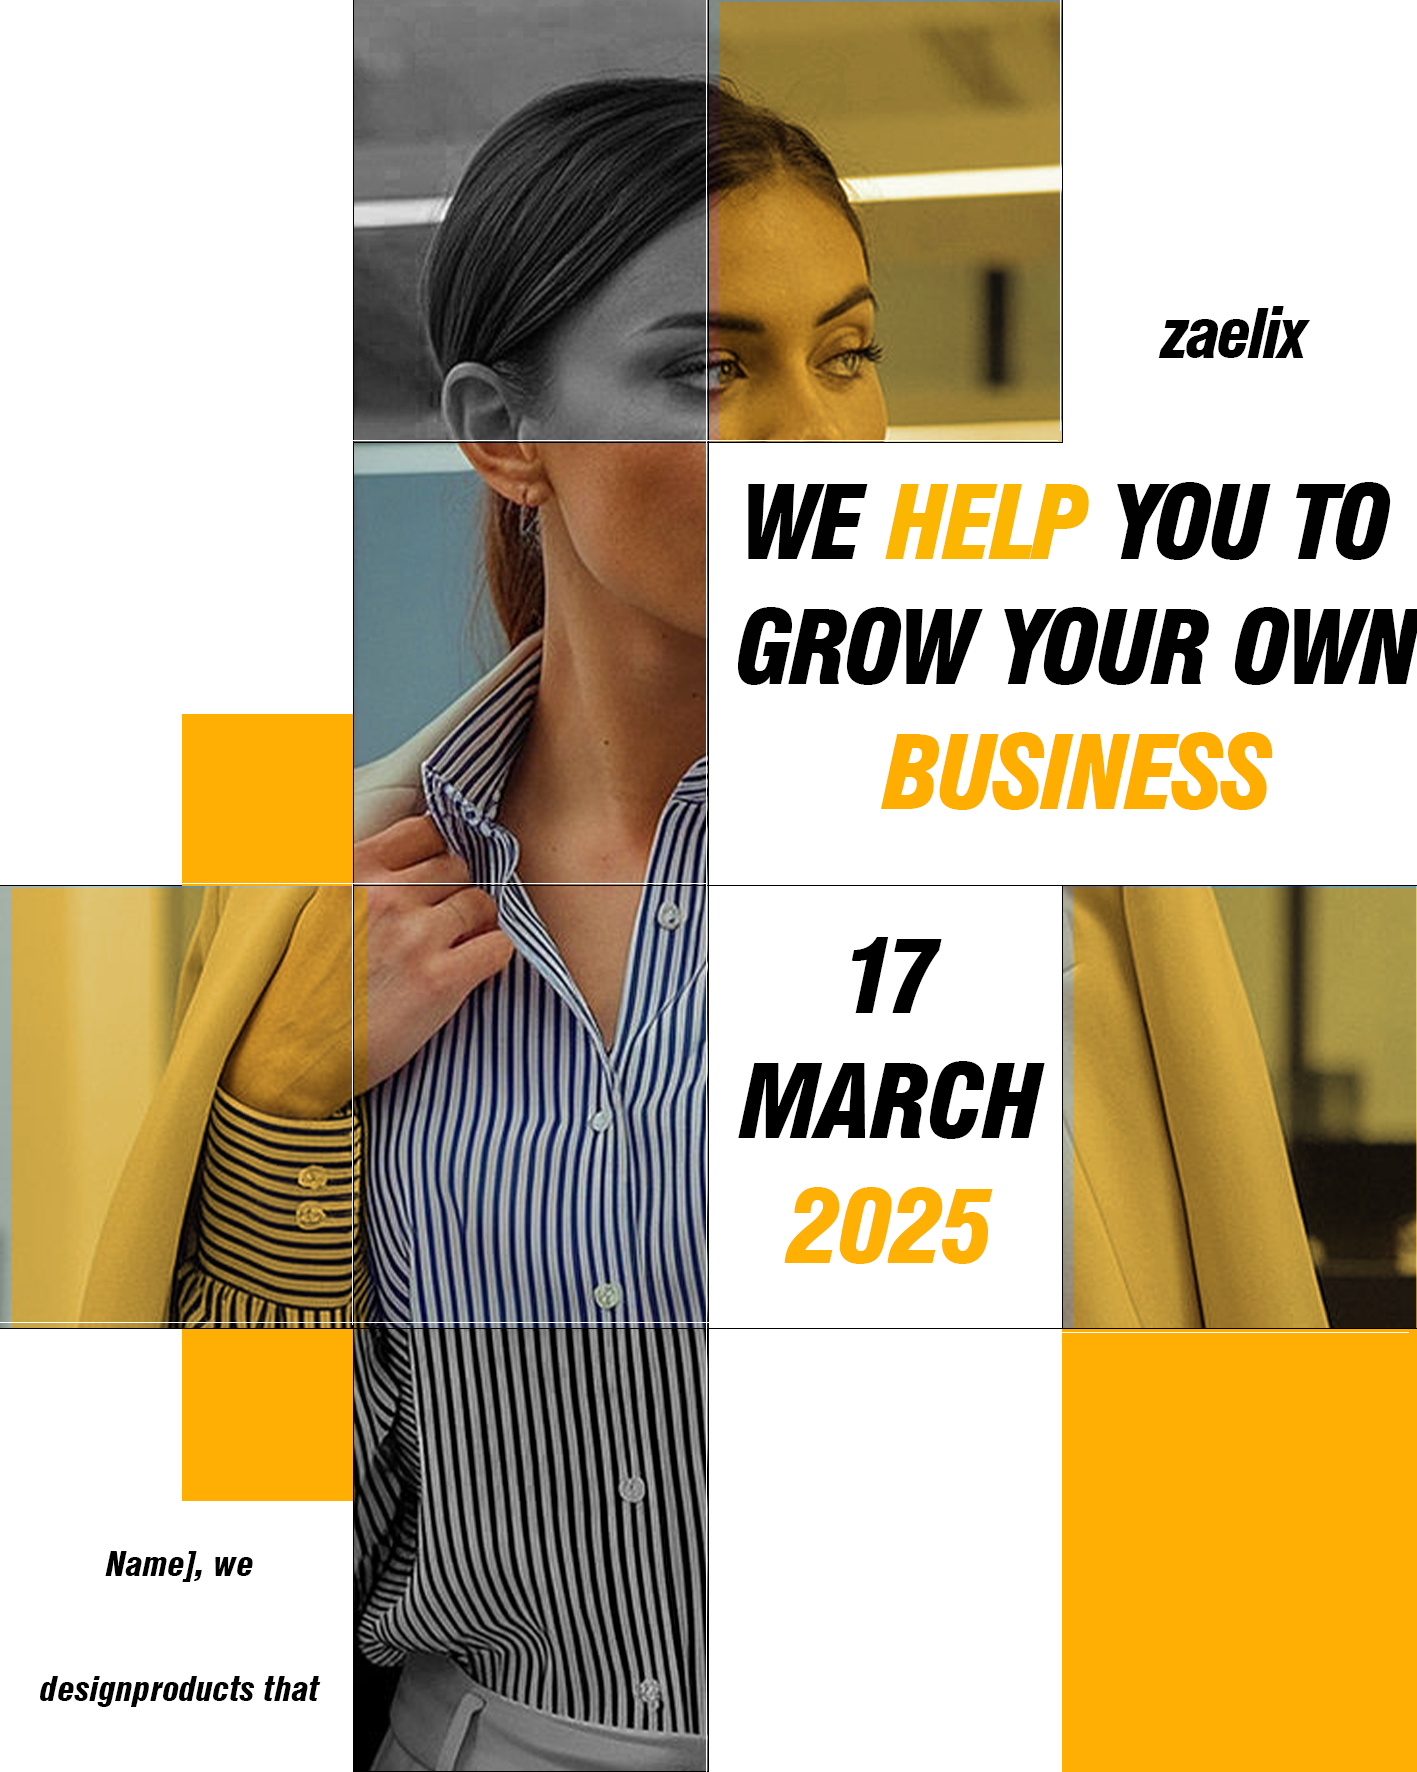 zaelix
WE HELP YOU TO
GROW YOUR OWN
BUSINESS
17
MARCH
2025
Name], we
designproducts that